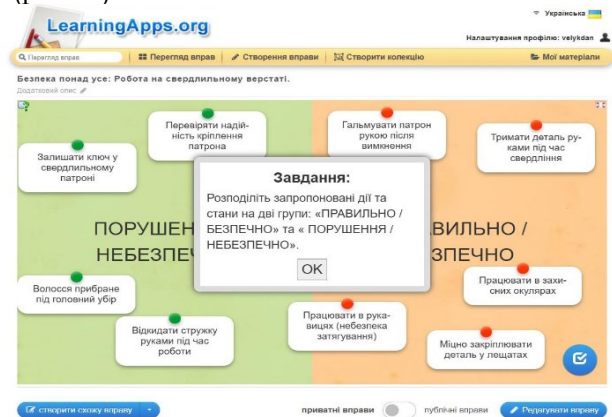 LearningApps.org
Українська
Налаштування профілю: velykdan
Перегляд вправ
Перегляд вправ
Створення вправи
Створити колекцію
Мої матеріали
Безпека понад усе: Робота на свердлильному верстаті.
Додатковий опис
Залишати ключ у
свердлильному
патроні
Перевіряти надій-
ність кріплення
патрона
Гальмувати патрон
рукою після
вимкнення
Тримати деталь ру-
ками під час
свердління
Завдання:
Розподіліть запропоновані дії та
стани на дві групи: «ПРАВИЛЬНО /
БЕЗПЕЧНО» та « ПОРУШЕННЯ /
НЕБЕЗПЕЧНО».
OK
ПОРУШЕН
НЕБЕЗПЕЧ
ВИЛЬНО /
ЗПЕЧНО
Волосся прибране
під головний убір
Відкидати стружку
руками під час
роботи
Працювати в рука-
вицях (небезпека
затягування)
Працювати в захи-
сних окулярах
Міцно закріплювати
деталь у лещатах
створити схожу вправу
приватні вправи
публічні вправи
Редагувати вправу